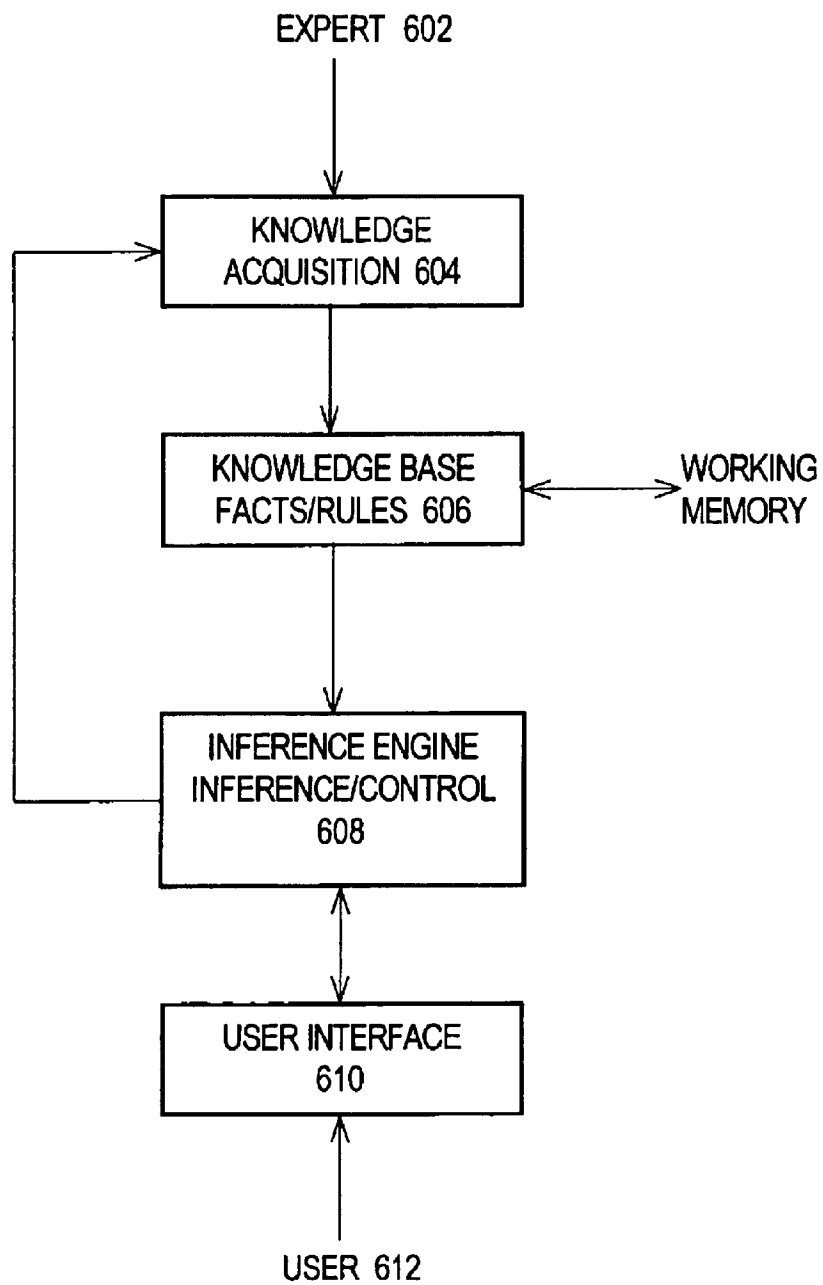 EXPERT 602
KNOWLEDGE
ACQUISITION 604
KNOWLEDGE BASE
FACTS/RULES 606
WORKING
MEMORY
INFERENCE ENGINE
INFERENCE/CONTROL
608
USER INTERFACE
610
USER 612